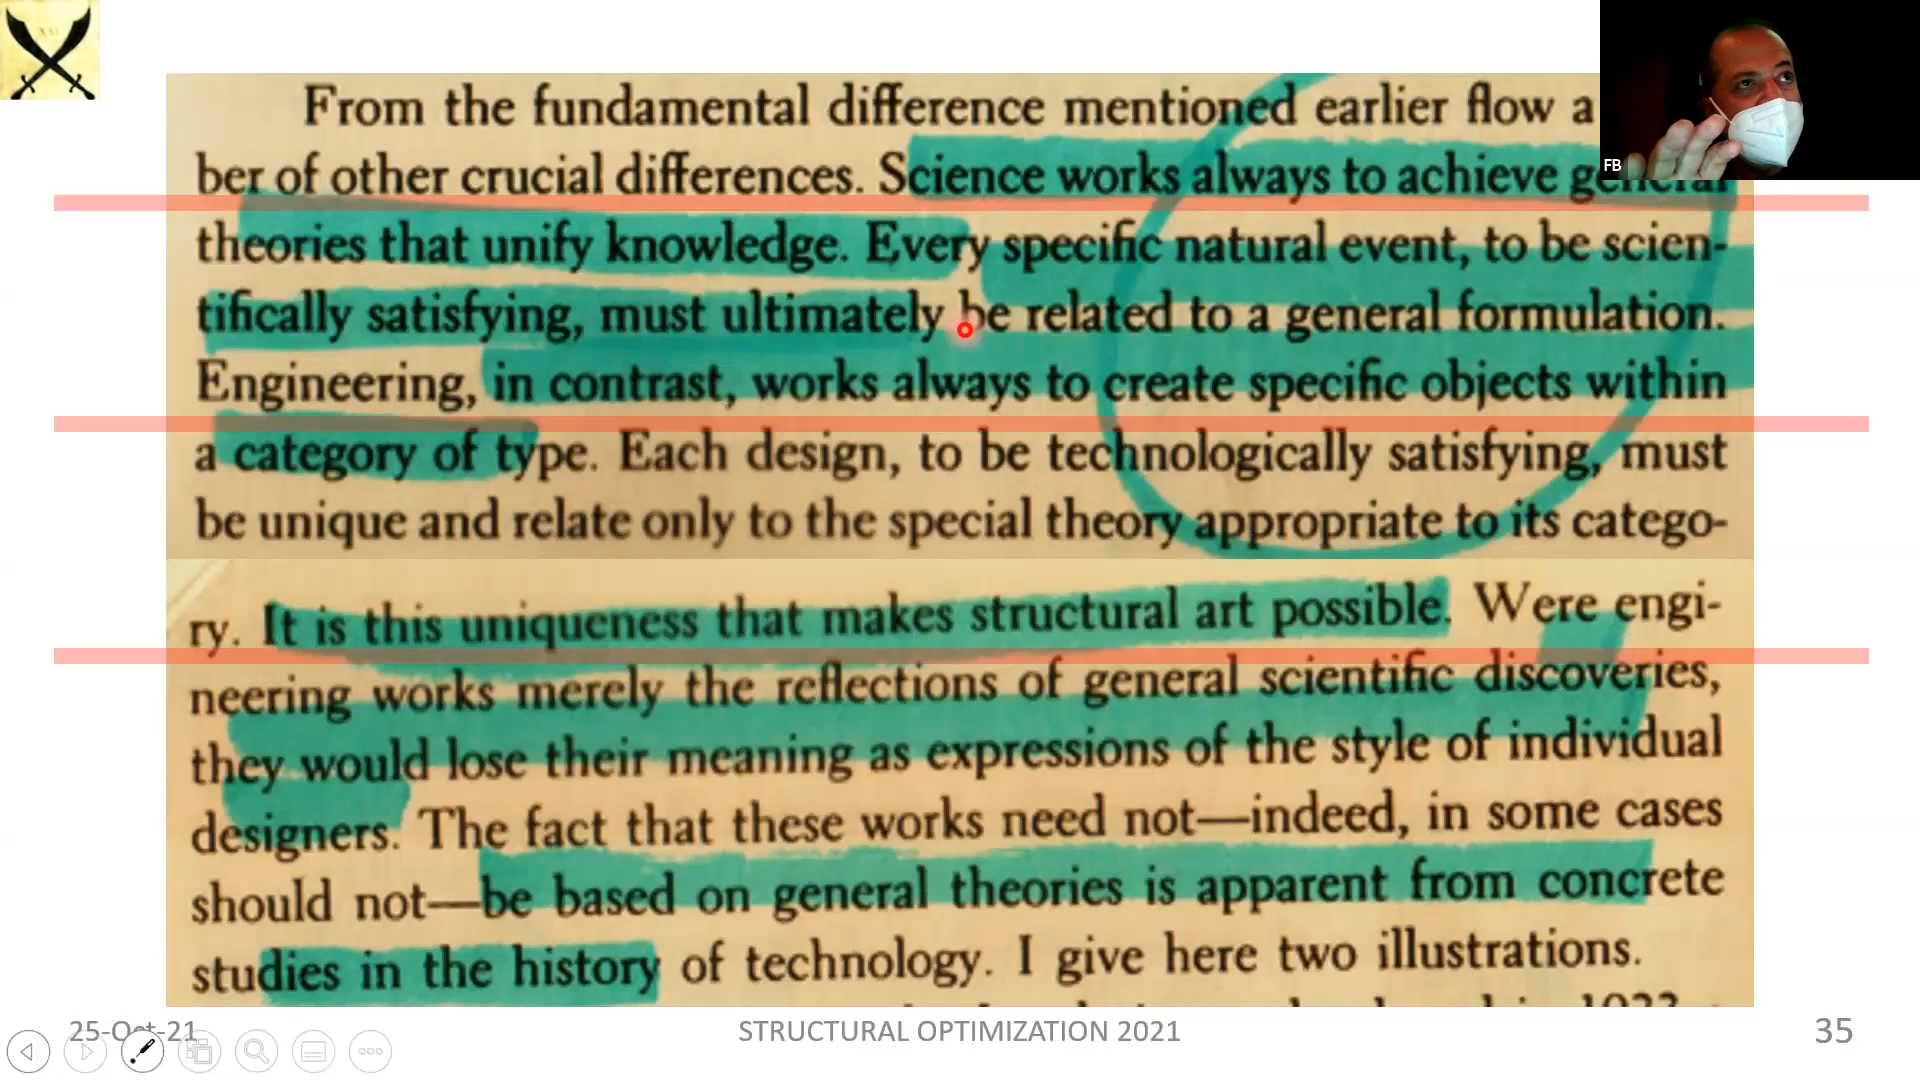 XXI
From the fundamental difference mentioned earlier flow a
ber of other crucial differences. Science works always to achieve general
theories that unify knowledge. Every specific natural event, to be scien-
tifically satisfying, must ultimately be related to a general formulation.
Engineering, in contrast, works always to create specific objects within
a category of type. Each design, to be technologically satisfying, must
be unique and relate only to the special theory appropriate to its catego-
ry. It is this uniqueness that makes structural art possible. Were engi-
neering works merely the reflections of general scientific discoveries,
they would lose their meaning as expressions of the style of individual
designers. The fact that these works need not—indeed, in some cases
should not—be based on general theories is apparent from concrete
studies in the history of technology. I give here two illustrations.
FB
25-Oct-21
STRUCTURAL OPTIMIZATION 2021
35